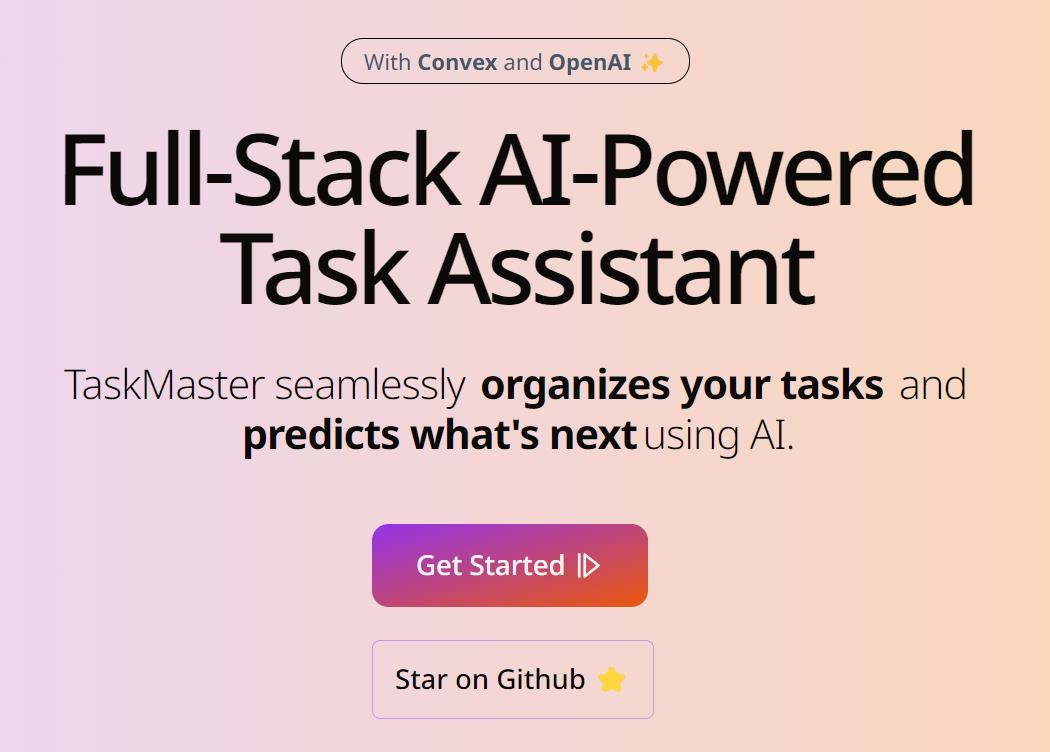 With Convex and OpenAI ✨
Full-Stack AI-Powered
Task Assistant
TaskMaster seamlessly organizes your tasks and
predicts what's next using AI.
Get Started
Star on Github